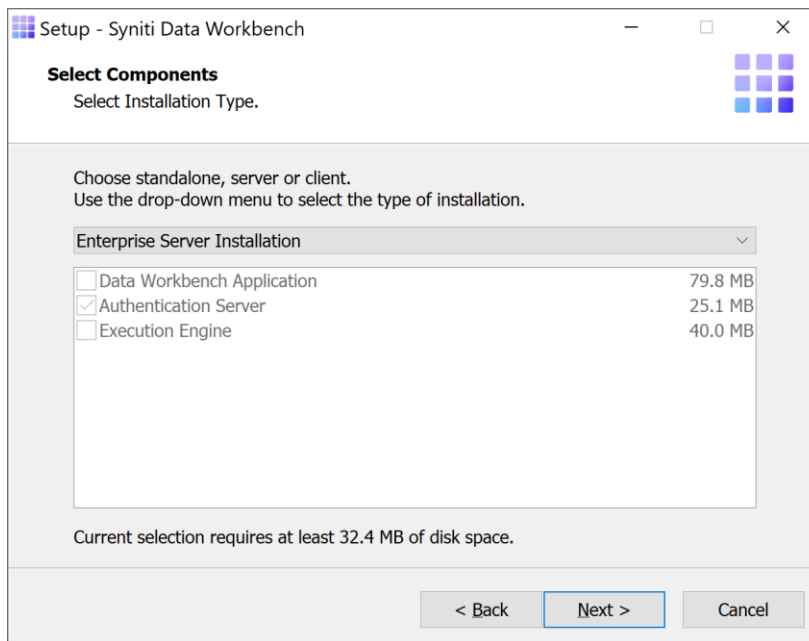 Setup - Syniti Data Workbench
Select Components
Select Installation Type.
Choose standalone, server or client.
Use the drop-down menu to select the type of installation.
Enterprise Server Installation
Data Workbench Application 79.8 MB
Authentication Server 25.1 MB
Execution Engine 40.0 MB
Current selection requires at least 32.4 MB of disk space.
< Back Next > Cancel